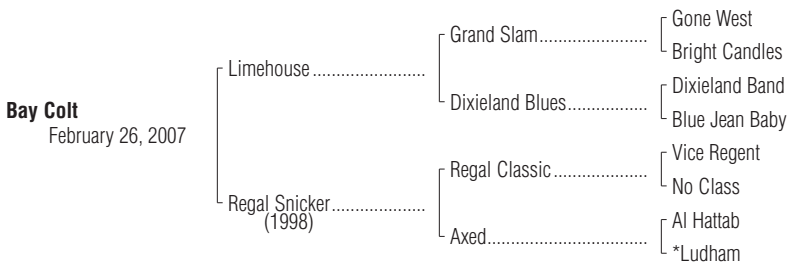 Gone West
Grand Slam
Bright Candles
Limehouse
Dixieland Band
Dixieland Blues
Blue Jean Baby
Bay Colt
February 26, 2007
Vice Regent
Regal Classic
No Class
Regal Snicker
(1998)
Al Hattab
Axed
*Ludham